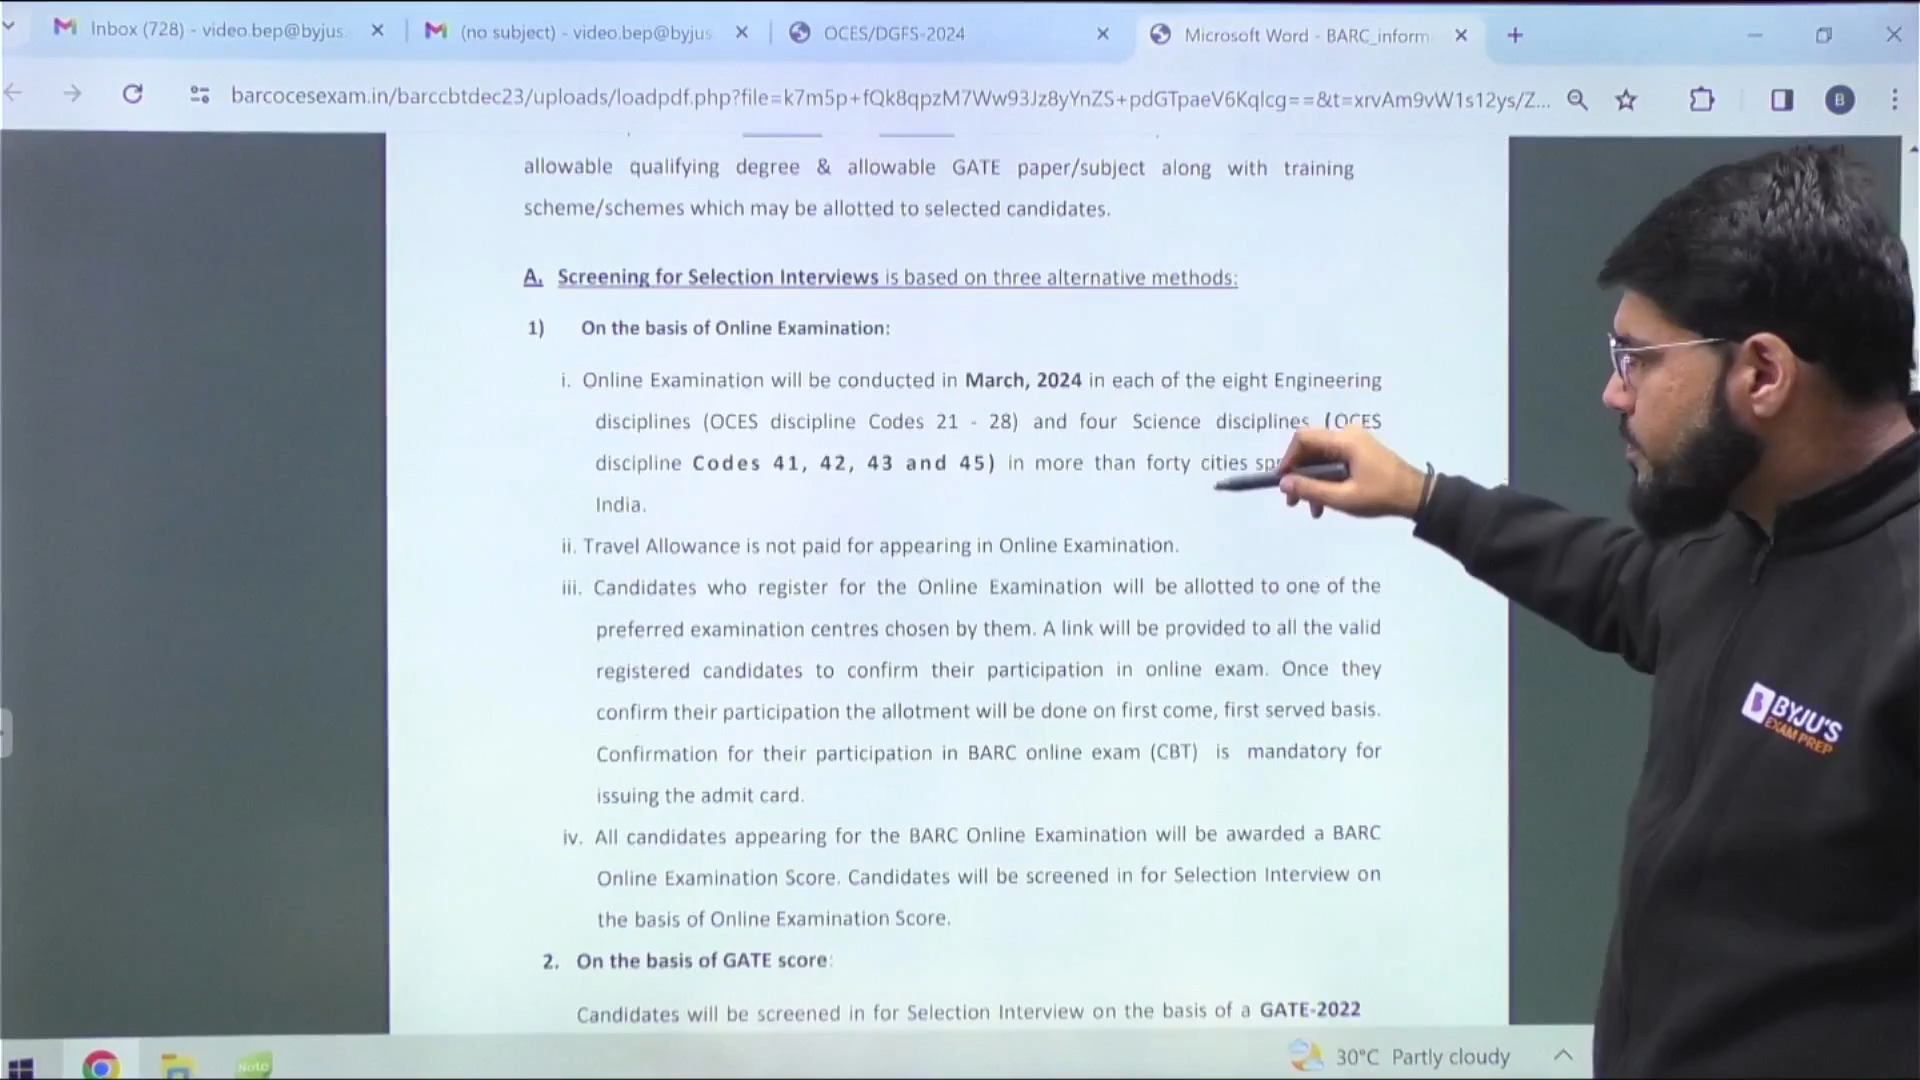 Inbox (728) - video.bep@byjus.
(no subject) - video.bep@byjus
OCES/DGFS-2024
Microsoft Word - BARC_inform
barcocesexam.in/barccbtdec23/uploads/loadpdf.php?file=k7m5p+fQk8qpzM7Ww93Jz8yYnZS+pdGTpaeV6Kqlcg==&t=xrvAm9vW1s12ys/Z...
B
allowable qualifying degree & allowable GATE paper/subject along with training
scheme/schemes which may be allotted to selected candidates.
A. Screening for Selection Interviews is based on three alternative methods:
1) On the basis of Online Examination:
i. Online Examination will be conducted in March, 2024 in each of the eight Engineering
disciplines (OCES discipline Codes 21 - 28) and four Science disciplines (OCES
discipline Codes 41, 42, 43 and 45) in more than forty cities
India.
ii. Travel Allowance is not paid for appearing in Online Examination.
iii. Candidates who register for the Online Examination will be allotted to one of the
preferred examination centres chosen by them. A link will be provided to all the valid
registered candidates to confirm their participation in online exam. Once they
confirm their participation the allotment will be done on first come, first served basis.
Confirmation for their participation in BARC online exam (CBT) is mandatory for
issuing the admit card.
iv. All candidates appearing for the BARC Online Examination will be awarded a BARC
Online Examination Score. Candidates will be screened in for Selection Interview on
the basis of Online Examination Score.
2. On the basis of GATE score:
Candidates will be screened in for Selection Interview on the basis of a GATE-2022
B BYJU'S
EXAM PREP
Note
30°C Partly cloudy